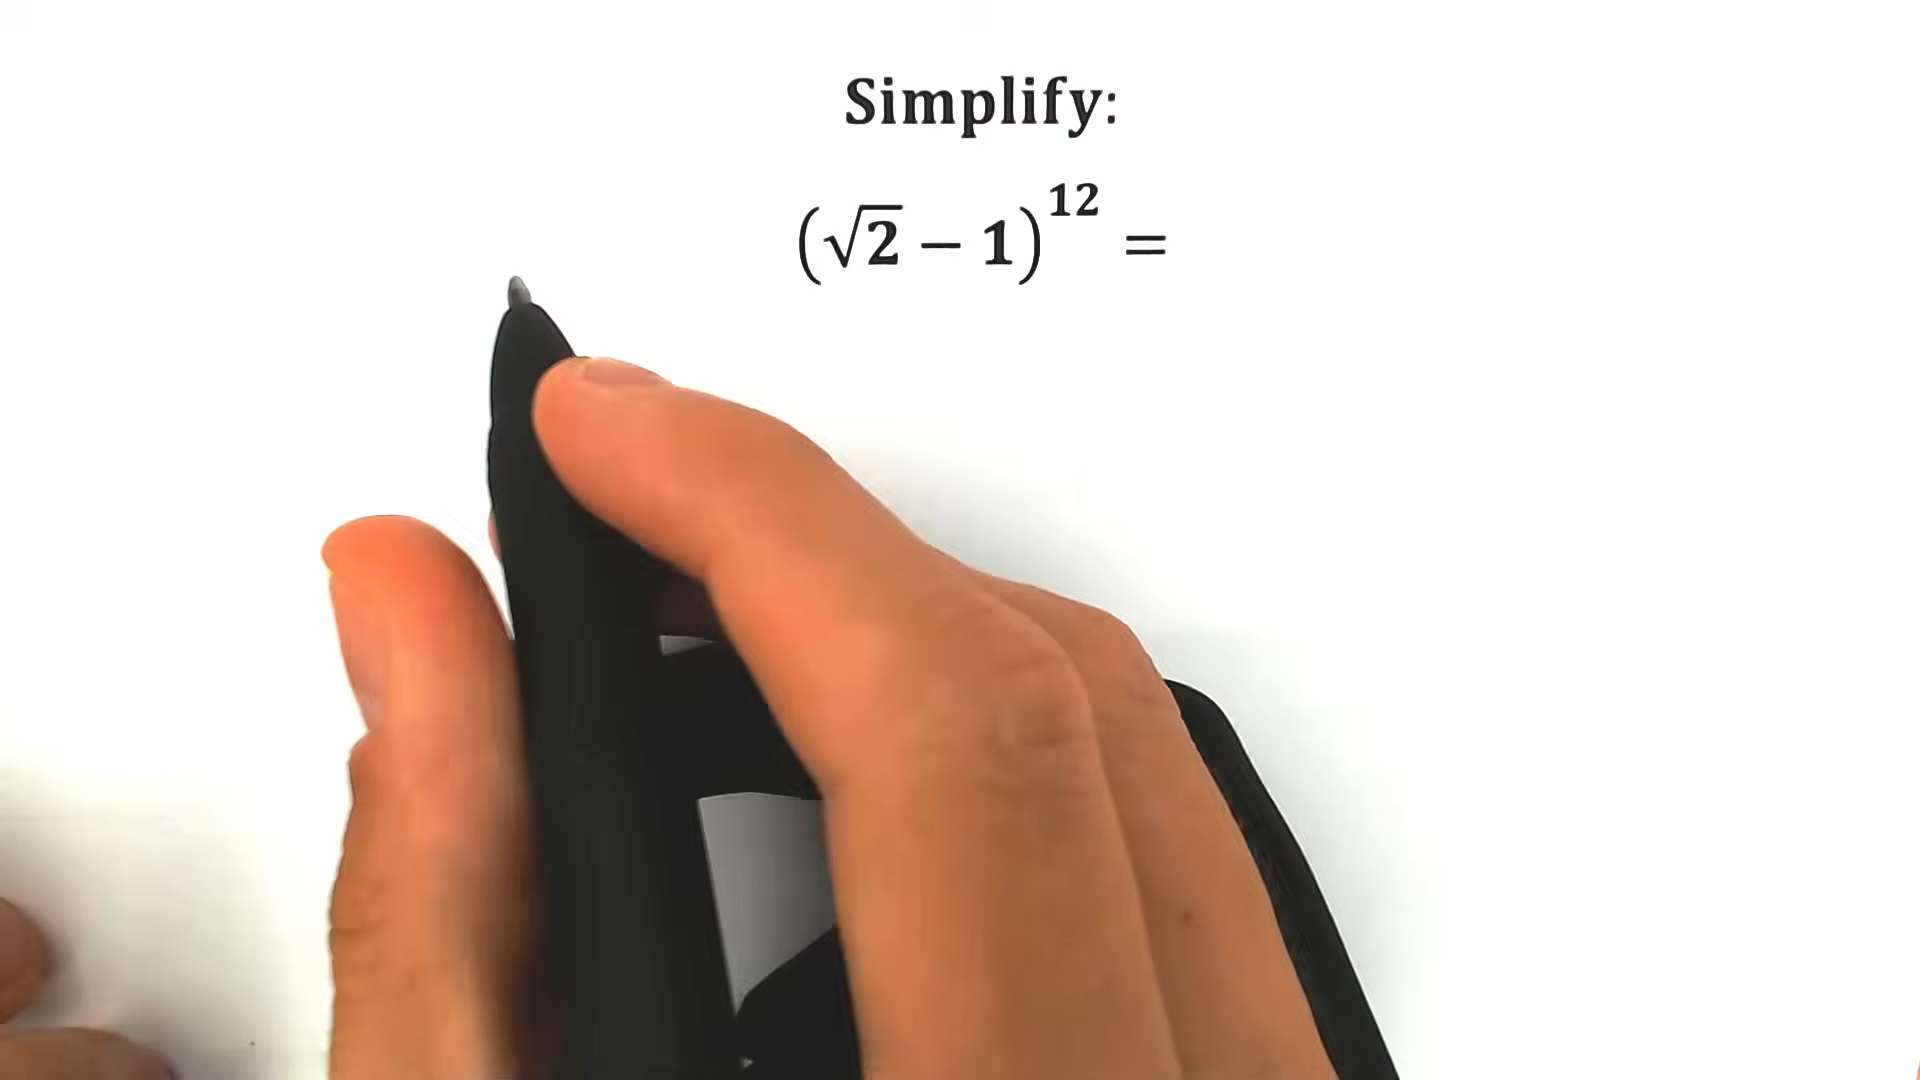 Simplify:
(√2 − 1)^12 =